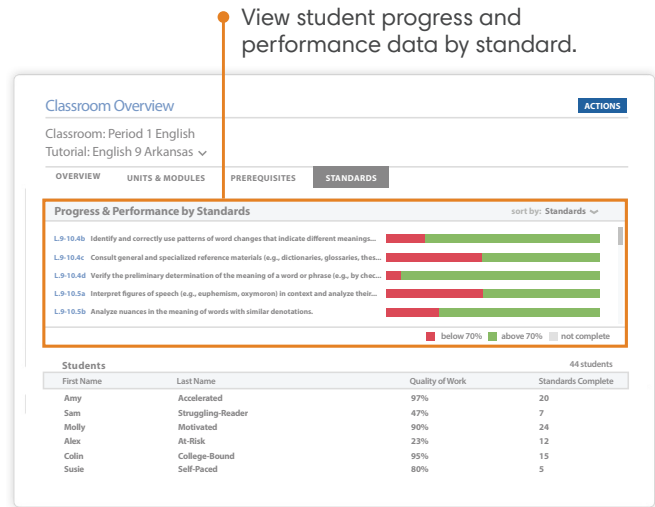 View student progress and
performance data by standard.
Classroom Overview
ACTIONS
Classroom: Period 1 English
Tutorial: English 9 Arkansas
OVERVIEW UNITS & MODULES PREREQUISITES STANDARDS
Progress & Performance by Standards sort by: Standards
L.9-10.4b Identify and correctly use patterns of word changes that indicate different meanings...
L.9-10.4c Consult general and specialized reference materials (e.g., dictionaries, glossaries, thes...
L.9-10.4d Verify the preliminary determination of the meaning of a word or phrase (e.g., by chec...
L.9-10.5a Interpret figures of speech (e.g., euphemism, oxymoron) in context and analyze their...
L.9-10.5b Analyze nuances in the meaning of words with similar denotations.
below 70% above 70% not complete
Students 44 students
First Name Last Name Quality of Work Standards Complete
Amy Accelerated 97% 20
Sam Struggling-Reader 47% 7
Molly Motivated 90% 24
Alex At-Risk 23% 12
Colin College-Bound 95% 15
Susie Self-Paced 80% 5